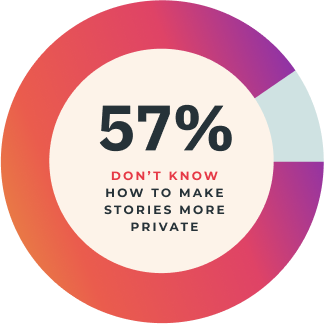 57%
DON'T KNOW
HOW TO MAKE
STORIES MORE
PRIVATE